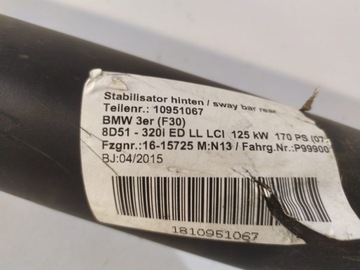 Stabilisator hinten / sway bar rear
Teilenr.: 10951067
BMW 3er (F30)
8D51 - 320i ED LL LCI 125 kW 170 PS (07-
Fzgnr.:16-15725 M:N13 / Fahrg.Nr.:P99900
BJ:04/2015
1810951067